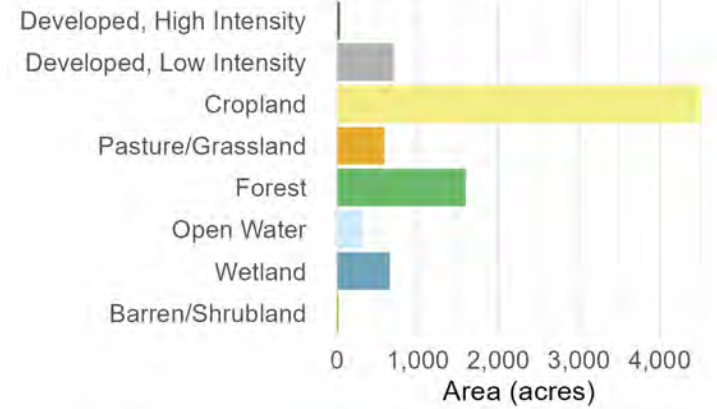 Developed, High Intensity
Developed, Low Intensity
Cropland
Pasture/Grassland
Forest
Open Water
Wetland
Barren/Shrubland
0 1,000 2,000 3,000 4,000
Area (acres)